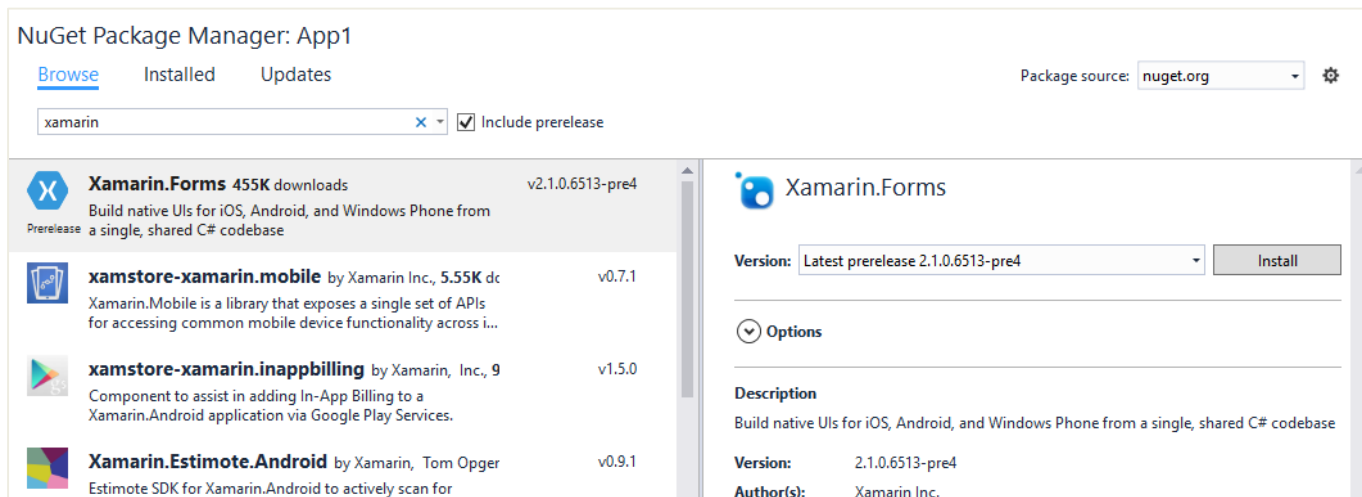 NuGet Package Manager: App1
Browse Installed Updates
Package source: nuget.org
xamarin
Include prerelease
Xamarin.Forms 455K downloads v2.1.0.6513-pre4
Build native UIs for iOS, Android, and Windows Phone from
a single, shared C# codebase
Prerelease
xamstore-xamarin.mobile by Xamarin Inc., 5.55K dc v0.7.1
Xamarin.Mobile is a library that exposes a single set of APIs
for accessing common mobile device functionality across i...
xamstore-xamarin.inappbilling by Xamarin, Inc., 9 v1.5.0
Component to assist in adding In-App Billing to a
Xamarin.Android application via Google Play Services.
Xamarin.Estimote.Android by Xamarin, Tom Opger v0.9.1
Estimote SDK for Xamarin.Android to actively scan for
Xamarin.Forms
Version: Latest prerelease 2.1.0.6513-pre4 Install
Options
Description
Build native UIs for iOS, Android, and Windows Phone from a single, shared C# codebase
Version: 2.1.0.6513-pre4
Author(s): Xamarin Inc.